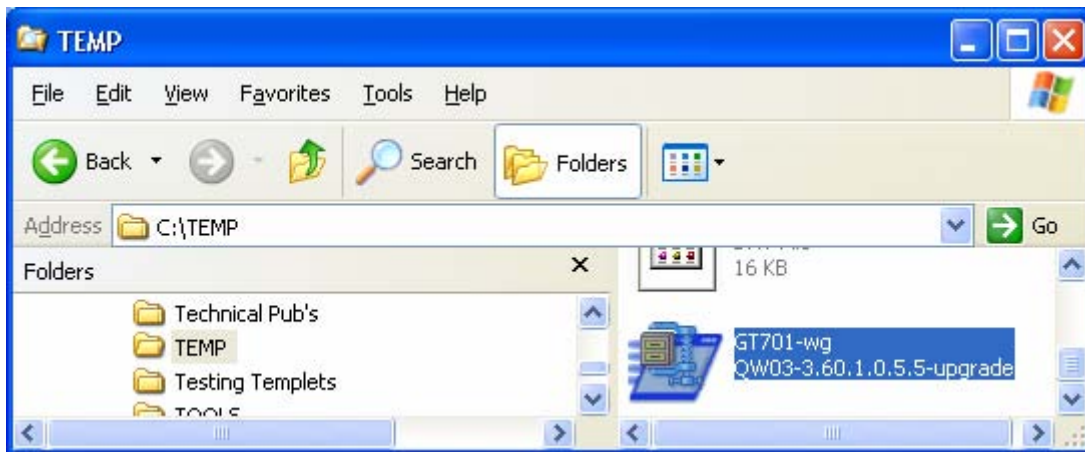 TEMP
File Edit View Favorites Tools Help
Back Search Folders
Address C:\TEMP Go
Folders
Technical Pub's
TEMP
Testing Templets
TOOLS
16 KB
GT701-wg
QW03-3.60.1.0.5.5-upgrade